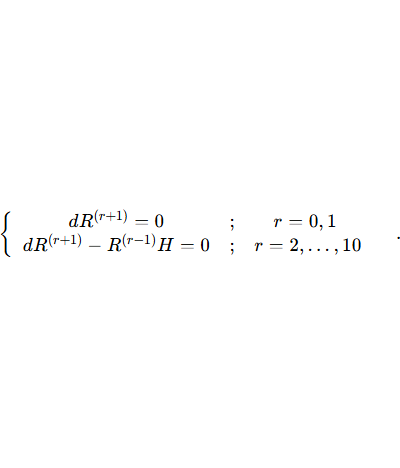 { dR^{(r+1)} = 0 ; r = 0, 1
dR^{(r+1)} − R^{(r−1)}H = 0 ; r = 2, . . . , 10 .